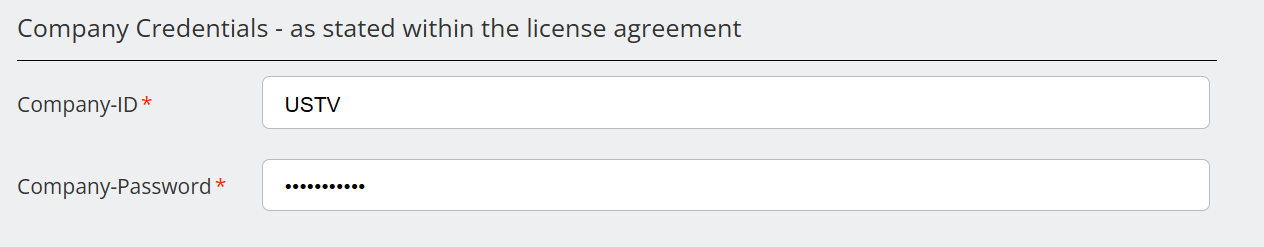 Company Credentials - as stated within the license agreement
Company-ID *
USTV
Company-Password *
•••••••••••